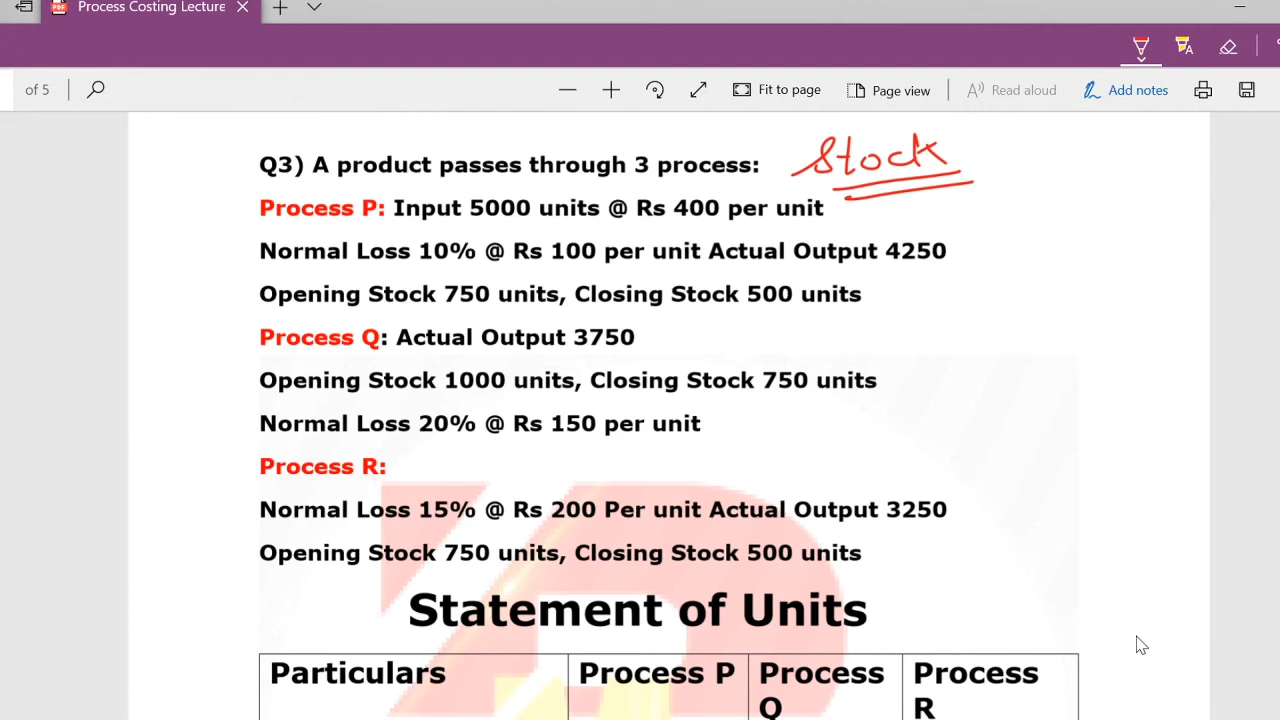 Process Costing Lecture
of 5
Fit to page
Page view
Read aloud
Add notes
Q3) A product passes through 3 process:
Stock
Process P: Input 5000 units @ Rs 400 per unit
Normal Loss 10% @ Rs 100 per unit Actual Output 4250
Opening Stock 750 units, Closing Stock 500 units
Process Q: Actual Output 3750
Opening Stock 1000 units, Closing Stock 750 units
Normal Loss 20% @ Rs 150 per unit
Process R:
Normal Loss 15% @ Rs 200 Per unit Actual Output 3250
Opening Stock 750 units, Closing Stock 500 units
Statement of Units
Particulars Process P Process Process
Q R